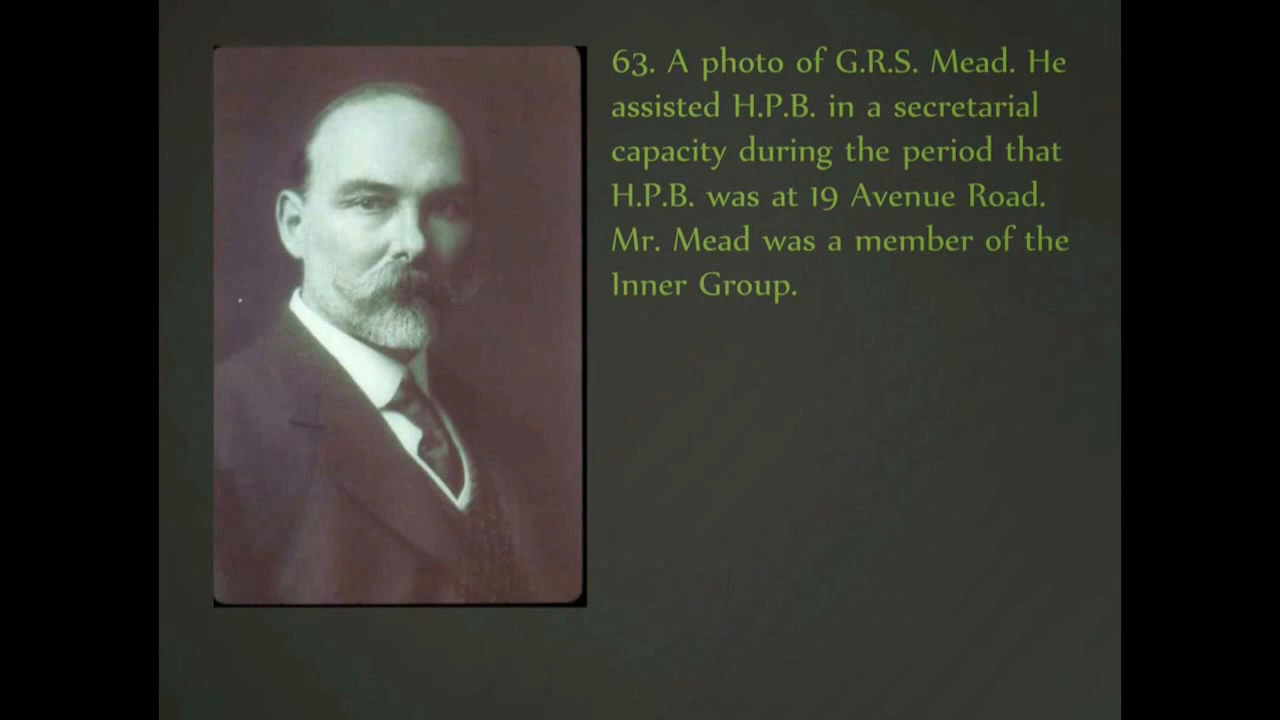 63. A photo of G.R.S. Mead. He
assisted H.P.B. in a secretarial
capacity during the period that
H.P.B. was at 19 Avenue Road.
Mr. Mead was a member of the
Inner Group.